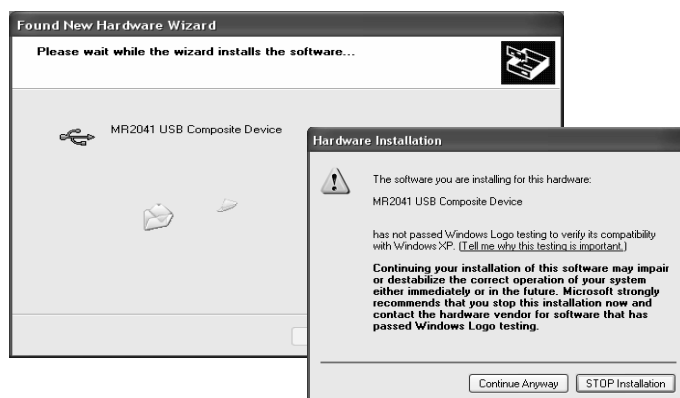 Found New Hardware Wizard
Please wait while the wizard installs the software...
MR2041 USB Composite Device
Hardware Installation
The software you are installing for this hardware:
MR2041 USB Composite Device
has not passed Windows Logo testing to verify its compatibility
with Windows XP. (Tell me why this testing is important.)
Continuing your installation of this software may impair
or destabilize the correct operation of your system
either immediately or in the future. Microsoft strongly
recommends that you stop this installation now and
contact the hardware vendor for software that has
passed Windows Logo testing.
Continue Anyway
STOP Installation